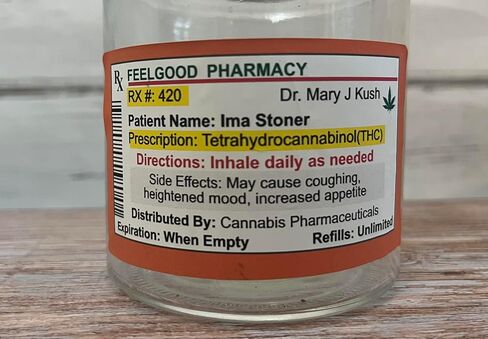 Rx FEELGOOD PHARMACY
RX #: 420 Dr. Mary J Kush
Patient Name: Ima Stoner
Prescription: Tetrahydrocannabinol(THC)
Directions: Inhale daily as needed
Side Effects: May cause coughing,
heightened mood, increased appetite
Distributed By: Cannabis Pharmaceuticals
Expiration: When Empty Refills: Unlimited